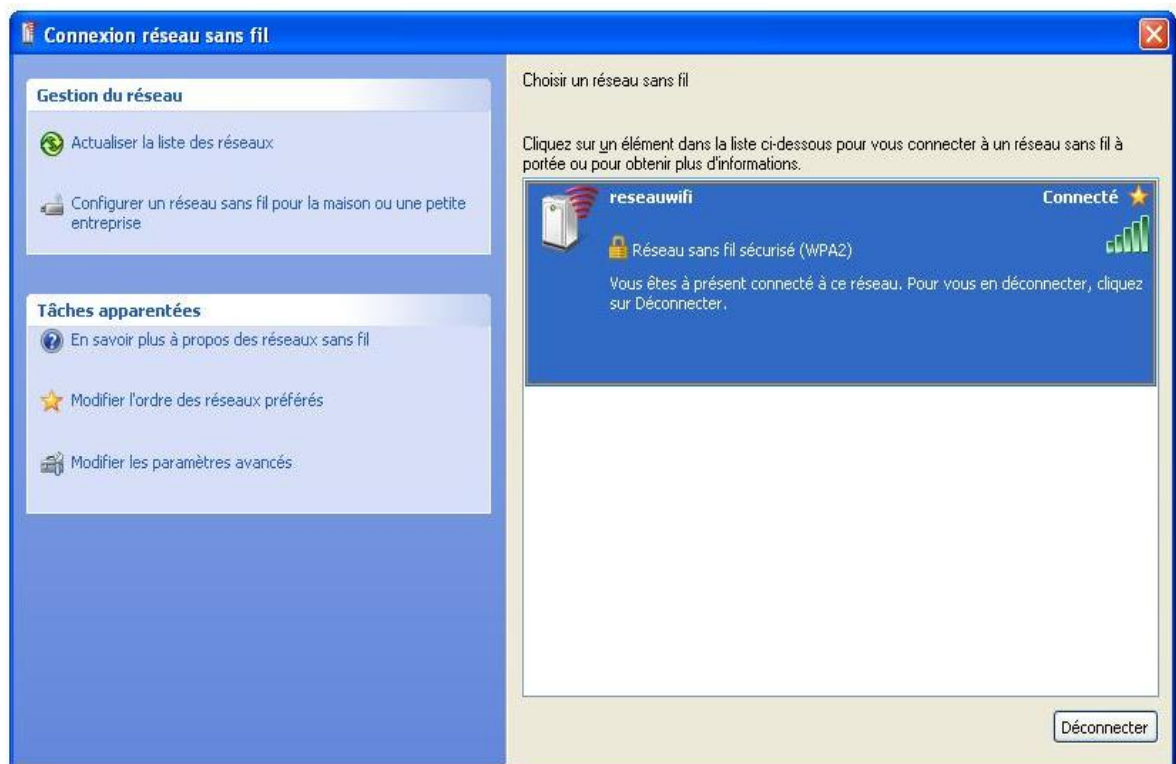 Connexion réseau sans fil
Gestion du réseau
Actualiser la liste des réseaux
Configurer un réseau sans fil pour la maison ou une petite
entreprise
Tâches apparentées
En savoir plus à propos des réseaux sans fil
Modifier l'ordre des réseaux préférés
Modifier les paramètres avancés
Choisir un réseau sans fil
Cliquez sur un élément dans la liste ci-dessous pour vous connecter à un réseau sans fil à
portée ou pour obtenir plus d'informations.
reseauwifi
Connecté
Réseau sans fil sécurisé (WPA2)
Vous êtes à présent connecté à ce réseau. Pour vous en déconnecter, cliquez
sur Déconnecter.
Déconnecter